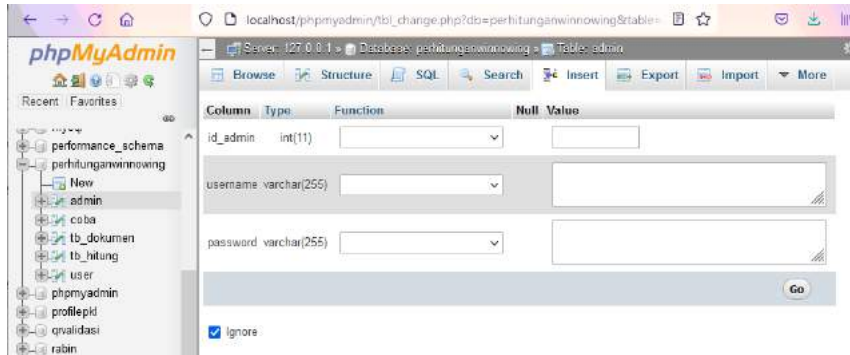 localhost/phpmyadmin/tbl_change.php?db=perhitunganwinnowing&table=
phpMyAdmin
Recent Favorites
performance_schema
perhitunganwinnowing
New
admin
coba
tb_dokumen
tb_hitung
user
phpmyadmin
profilepkl
qrvalidasi
rabin
Server: 127.0.0.1 » Database: perhitunganwinnowing » Table: admin
Browse Structure SQL Search Insert Export Import More
Column Type Function Null Value
id_admin int(11)
username varchar(255)
password varchar(255)
Go
Ignore